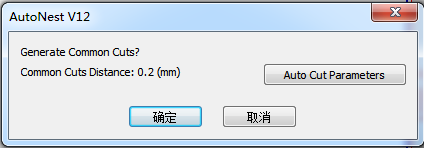 AutoNest V12
Generate Common Cuts?
Common Cuts Distance: 0.2 (mm)
Auto Cut Parameters
确定
取消